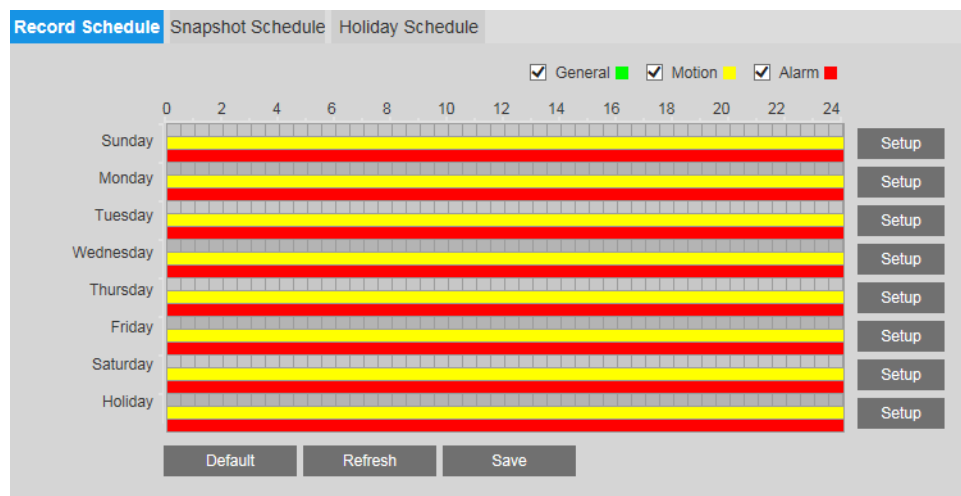 Record Schedule Snapshot Schedule Holiday Schedule
General Motion Alarm
0 2 4 6 8 10 12 14 16 18 20 22 24
Sunday Setup
Monday Setup
Tuesday Setup
Wednesday Setup
Thursday Setup
Friday Setup
Saturday Setup
Holiday Setup
Default Refresh Save